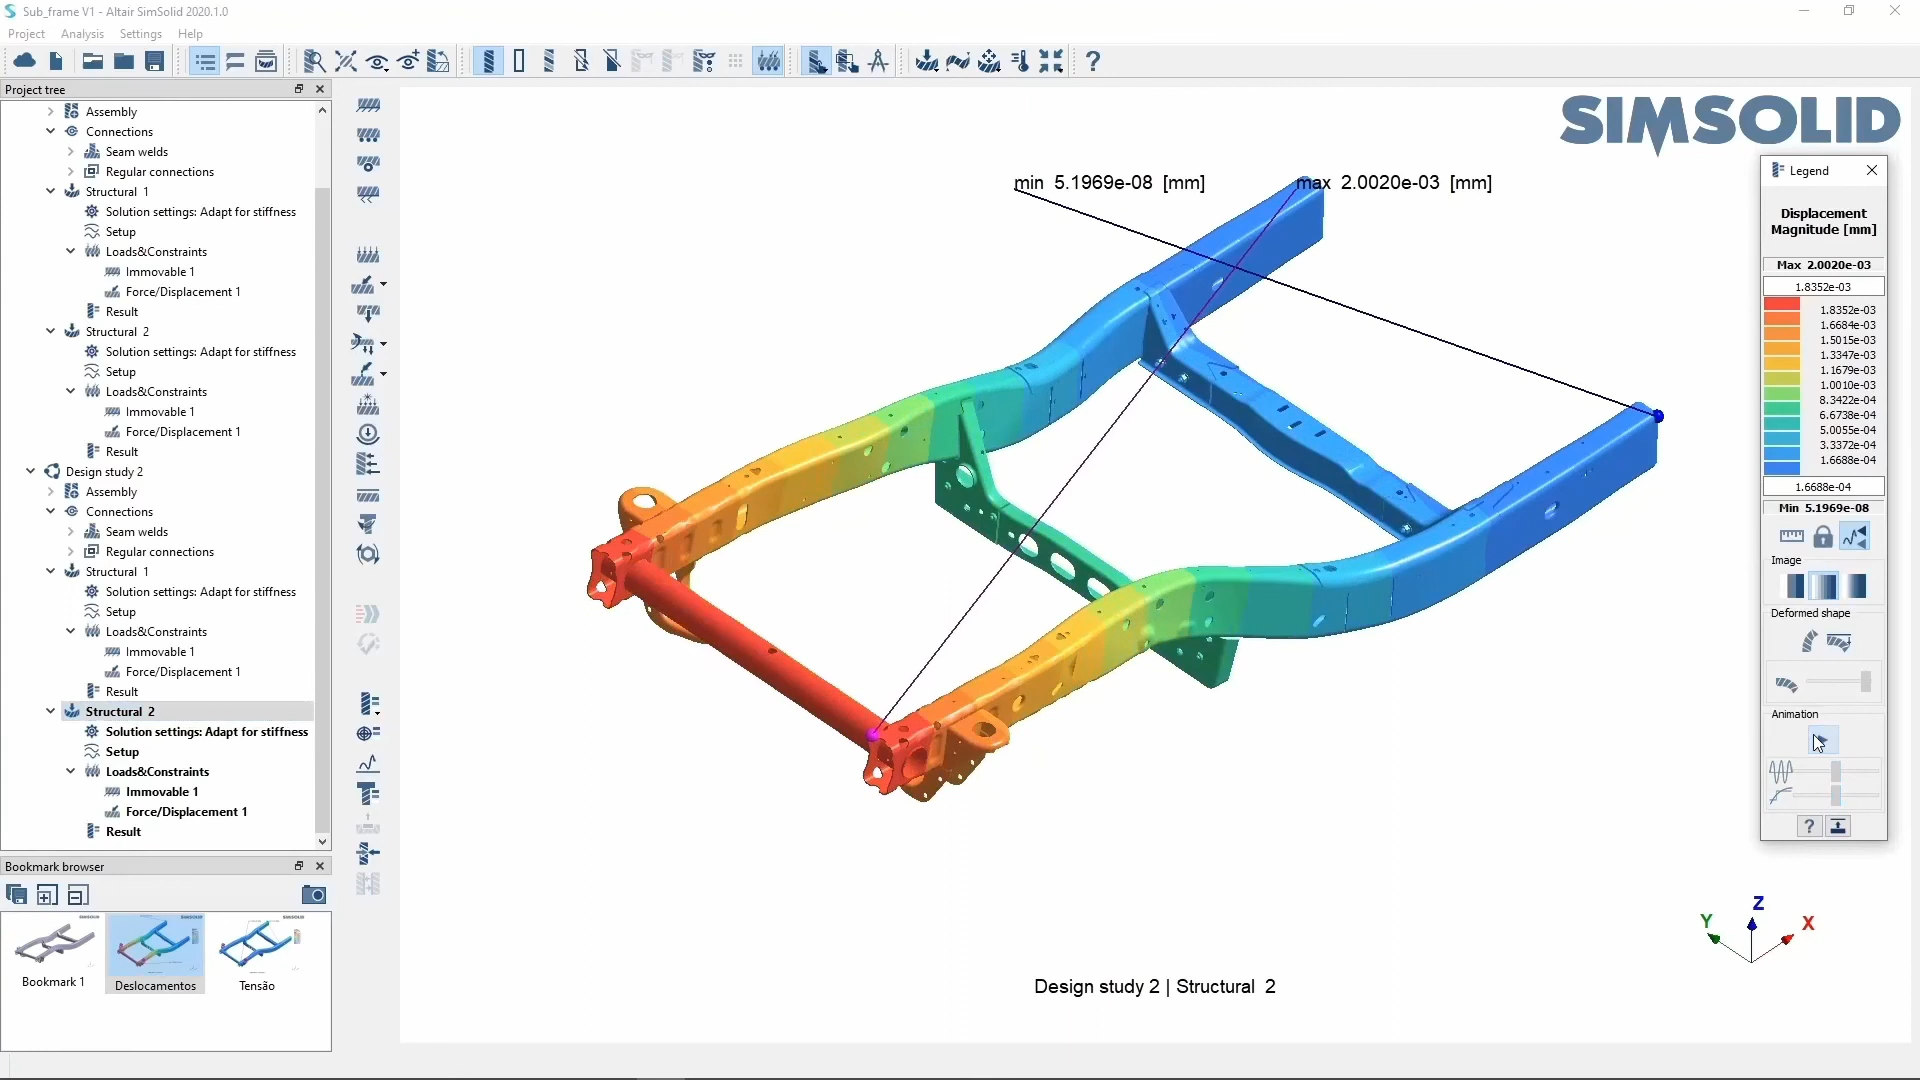 Sub_frame V1 - Altair SimSolid 2020.1.0
Project Analysis Settings Help
Project tree
Assembly
Connections
Seam welds
Regular connections
Structural 1
Solution settings: Adapt for stiffness
Setup
Loads&Constraints
Immovable 1
Force/Displacement 1
Result
Structural 2
Solution settings: Adapt for stiffness
Setup
Loads&Constraints
Immovable 1
Force/Displacement 1
Result
Design study 2
Assembly
Connections
Seam welds
Regular connections
Structural 1
Solution settings: Adapt for stiffness
Setup
Loads&Constraints
Immovable 1
Force/Displacement 1
Result
Structural 2
Solution settings: Adapt for stiffness
Setup
Loads&Constraints
Immovable 1
Force/Displacement 1
Result
Bookmark browser
Bookmark 1
Deslocamentos
Tensão
min 5.1969e-08 [mm]
max 2.0020e-03 [mm]
Design study 2 | Structural 2
SIMSOLID
Legend
Displacement
Magnitude [mm]
Max 2.0020e-03
1.8352e-03
1.8352e-03
1.6684e-03
1.5015e-03
1.3347e-03
1.1679e-03
1.0010e-03
8.3422e-04
6.6738e-04
5.0055e-04
3.3372e-04
1.6688e-04
1.6688e-04
Min 5.1969e-08
Image
Deformed shape
Animation
Z
Y
X